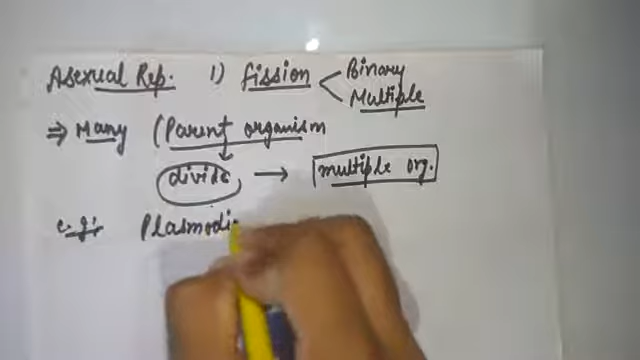 Asexual Rep. 1) fission < Binary
Multiple
⇒ Many (Parent organism
divide → multiple org.
e.g: Plasmodi